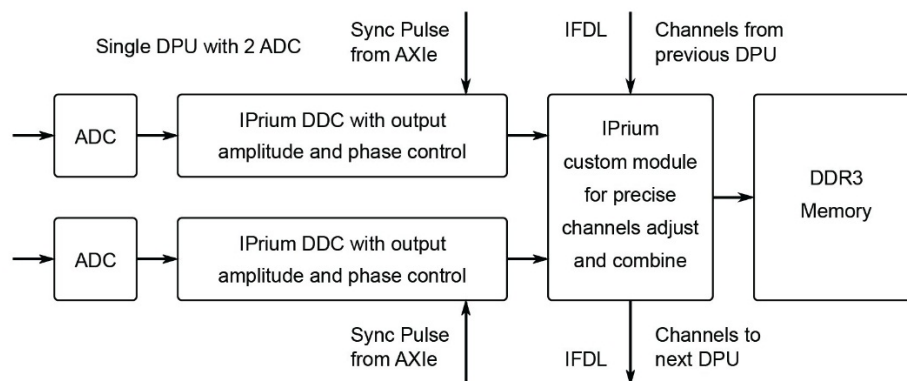 Single DPU with 2 ADC
Sync Pulse
from AXIe
IFDL
Channels from
previous DPU
ADC
IPrium DDC with output
amplitude and phase control
IPrium
custom module
for precise
channels adjust
and combine
DDR3
Memory
ADC
IPrium DDC with output
amplitude and phase control
Sync Pulse
from AXIe
IFDL
Channels to
next DPU